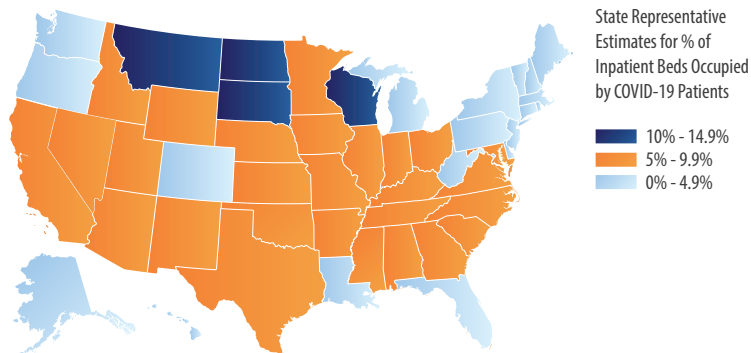 State Representative
Estimates for % of
Inpatient Beds Occupied
by COVID-19 Patients
10% - 14.9%
5% - 9.9%
0% - 4.9%